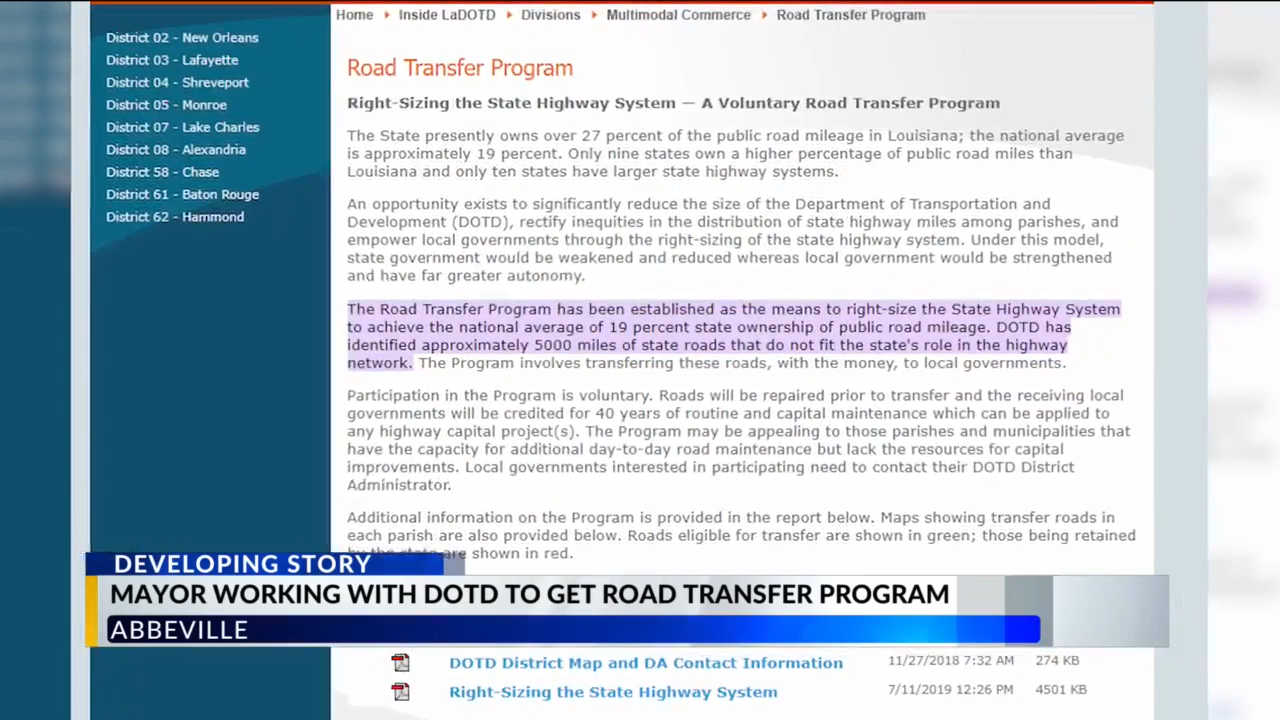 Home Inside LaDOTD Divisions Multimodal Commerce Road Transfer Program
District 02 - New Orleans
District 03 - Lafayette
District 04 - Shreveport
District 05 - Monroe
District 07 - Lake Charles
District 08 - Alexandria
District 58 - Chase
District 61 - Baton Rouge
District 62 - Hammond
Road Transfer Program
Right-Sizing the State Highway System — A Voluntary Road Transfer Program
The State presently owns over 27 percent of the public road mileage in Louisiana; the national average
is approximately 19 percent. Only nine states own a higher percentage of public road miles than
Louisiana and only ten states have larger state highway systems.
An opportunity exists to significantly reduce the size of the Department of Transportation and
Development (DOTD), rectify inequities in the distribution of state highway miles among parishes, and
empower local governments through the right-sizing of the state highway system. Under this model,
state government would be weakened and reduced whereas local government would be strengthened
and have far greater autonomy.
The Road Transfer Program has been established as the means to right-size the State Highway System
to achieve the national average of 19 percent state ownership of public road mileage. DOTD has
identified approximately 5000 miles of state roads that do not fit the state's role in the highway
network. The Program involves transferring these roads, with the money, to local governments.
Participation in the Program is voluntary. Roads will be repaired prior to transfer and the receiving local
governments will be credited for 40 years of routine and capital maintenance which can be applied to
any highway capital project(s). The Program may be appealing to those parishes and municipalities that
have the capacity for additional day-to-day road maintenance but lack the resources for capital
improvements. Local governments interested in participating need to contact their DOTD District
Administrator.
Additional information on the Program is provided in the report below. Maps showing transfer roads in
each parish are also provided below. Roads eligible for transfer are shown in green; those being retained
by the state are shown in red.
DEVELOPING STORY
MAYOR WORKING WITH DOTD TO GET ROAD TRANSFER PROGRAM
ABBEVILLE
DOTD District Map and DA Contact Information 11/27/2018 7:32 AM 274 KB
Right-Sizing the State Highway System 7/11/2019 12:26 PM 4501 KB